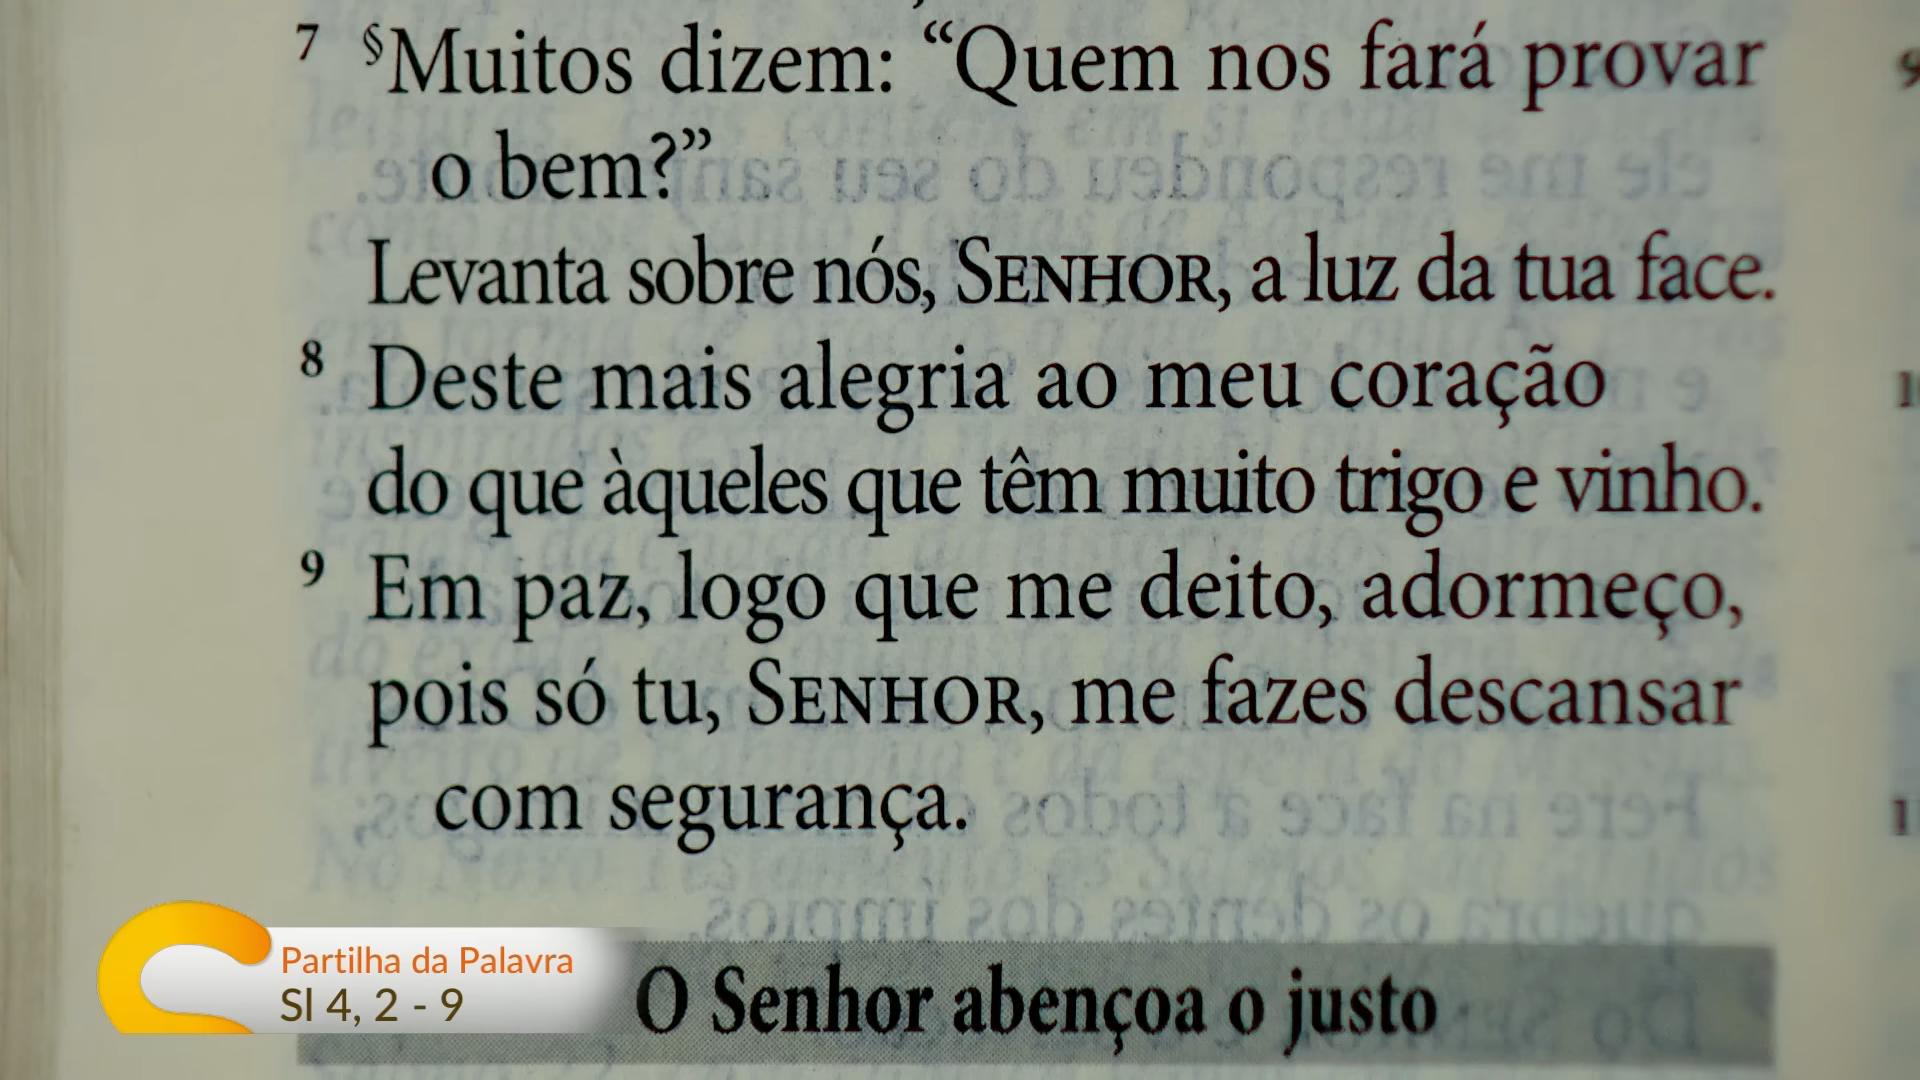 7 §Muitos dizem: “Quem nos fará provar
o bem?”
Levanta sobre nós, SENHOR, a luz da tua face.
8 Deste mais alegria ao meu coração
do que àqueles que têm muito trigo e vinho.
9 Em paz, logo que me deito, adormeço,
pois só tu, SENHOR, me fazes descansar
com segurança.
Partilha da Palavra
Sl 4, 2 - 9
O Senhor abençoa o justo